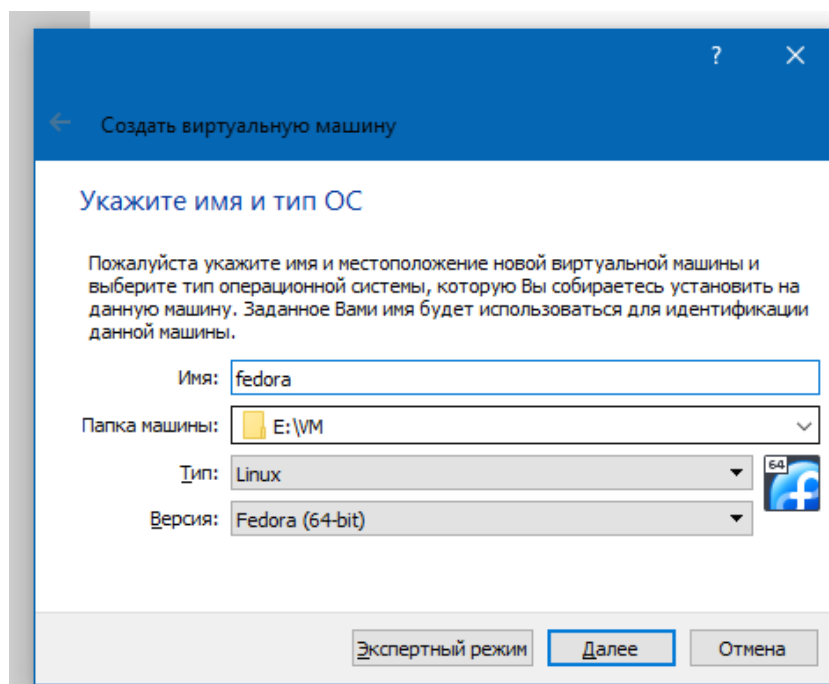 ?
Создать виртуальную машину
Укажите имя и тип ОС
Пожалуйста укажите имя и местоположение новой виртуальной машины и
выберите тип операционной системы, которую Вы собираетесь установить на
данную машину. Заданное Вами имя будет использоваться для идентификации
данной машины.
Имя: fedora
Папка машины: E:\VM
Тип: Linux
64
Версия: Fedora (64-bit)
Экспертный режим Далее Отмена